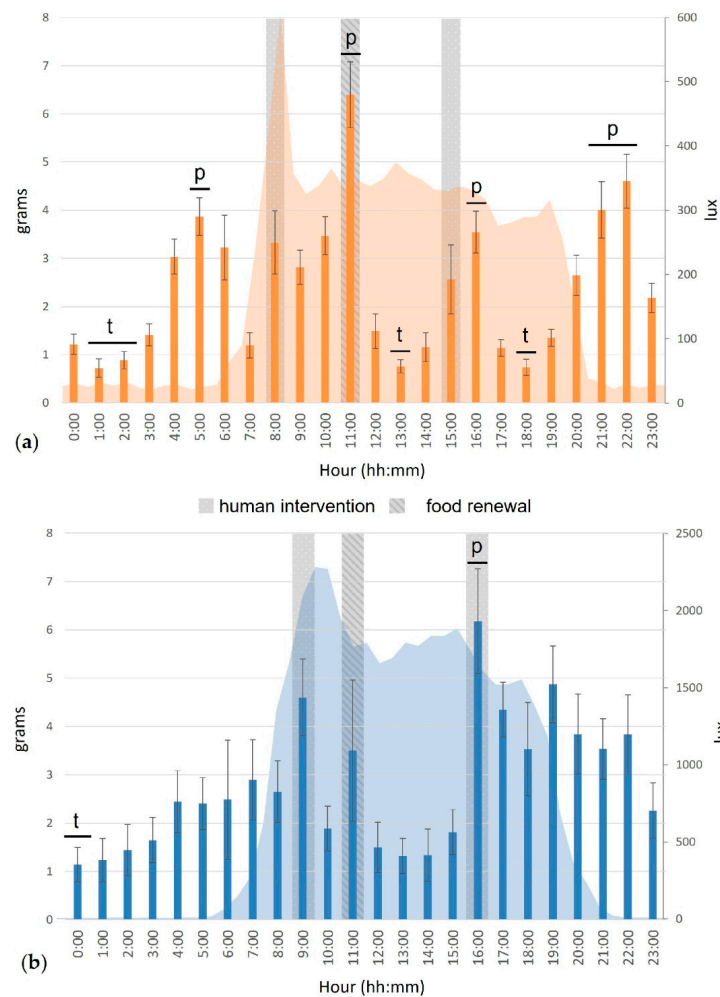 8 600
p
7 500
p
6
p
5 400
p
grams
4 300
lux
3
200
2
t
t
t
1 100
0 0
0:00 1:00 2:00 3:00 4:00 5:00 6:00 7:00 8:00 9:00 10:00 11:00 12:00 13:00 14:00 15:00 16:00 17:00 18:00 19:00 20:00 21:00 22:00 23:00
(a)
Hour (hh:mm)
human intervention food renewal
8 2500
p
7
2000
6
5 1500
grams
4
lux
3 1000
2
t 500
1
0 0
0:00 1:00 2:00 3:00 4:00 5:00 6:00 7:00 8:00 9:00 10:00 11:00 12:00 13:00 14:00 15:00 16:00 17:00 18:00 19:00 20:00 21:00 22:00 23:00
(b)
Hour (hh:mm)